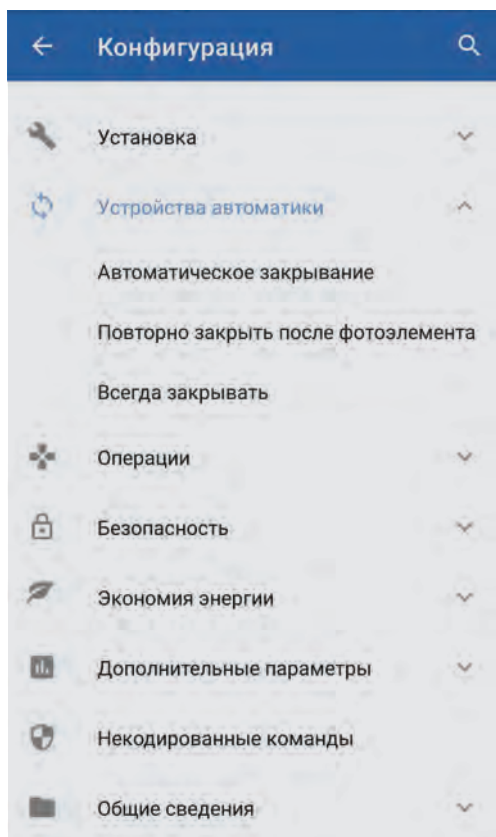 Конфигурация
Установка
Устройства автоматики
Автоматическое закрывание
Повторно закрыть после фотоэлемента
Всегда закрывать
Операции
Безопасность
Экономия энергии
Дополнительные параметры
Некодированные команды
Общие сведения